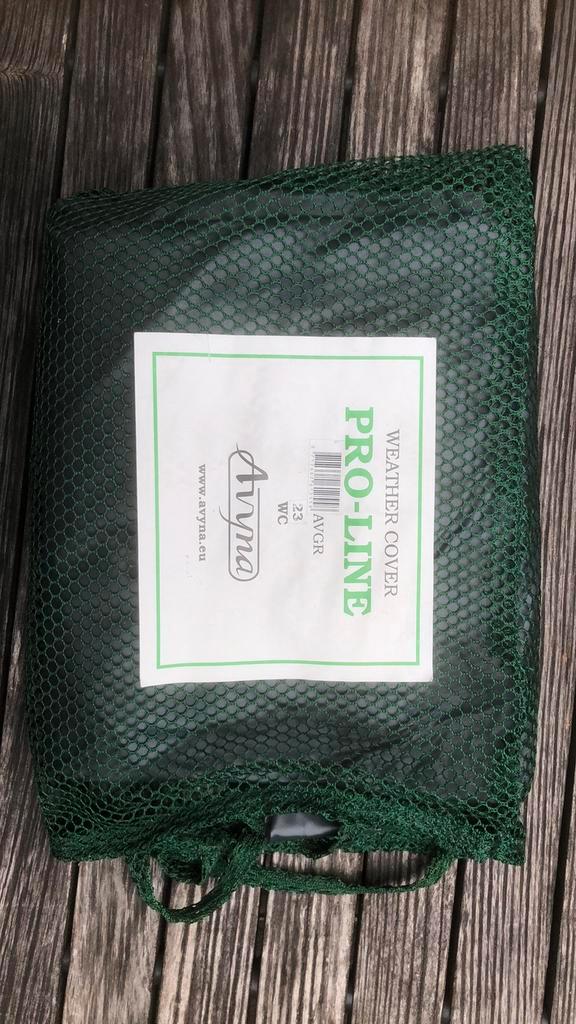 WEATHER COVER
PRO-LINE
AVGR
23
WC
Avyna
www.avyna.eu